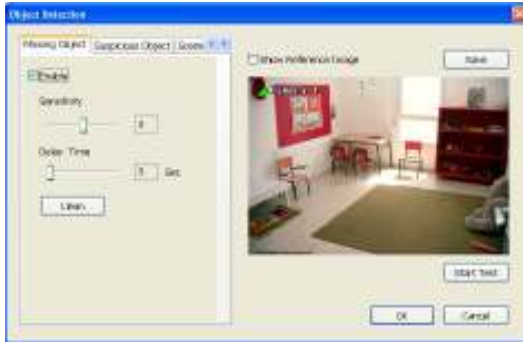 Object Detection
Missing Object
Suspicious Object
Scene
Show Reference Image
Save
Enable
Sensitivity
Delay Time
Sec.
Start Test
OK
Cancel